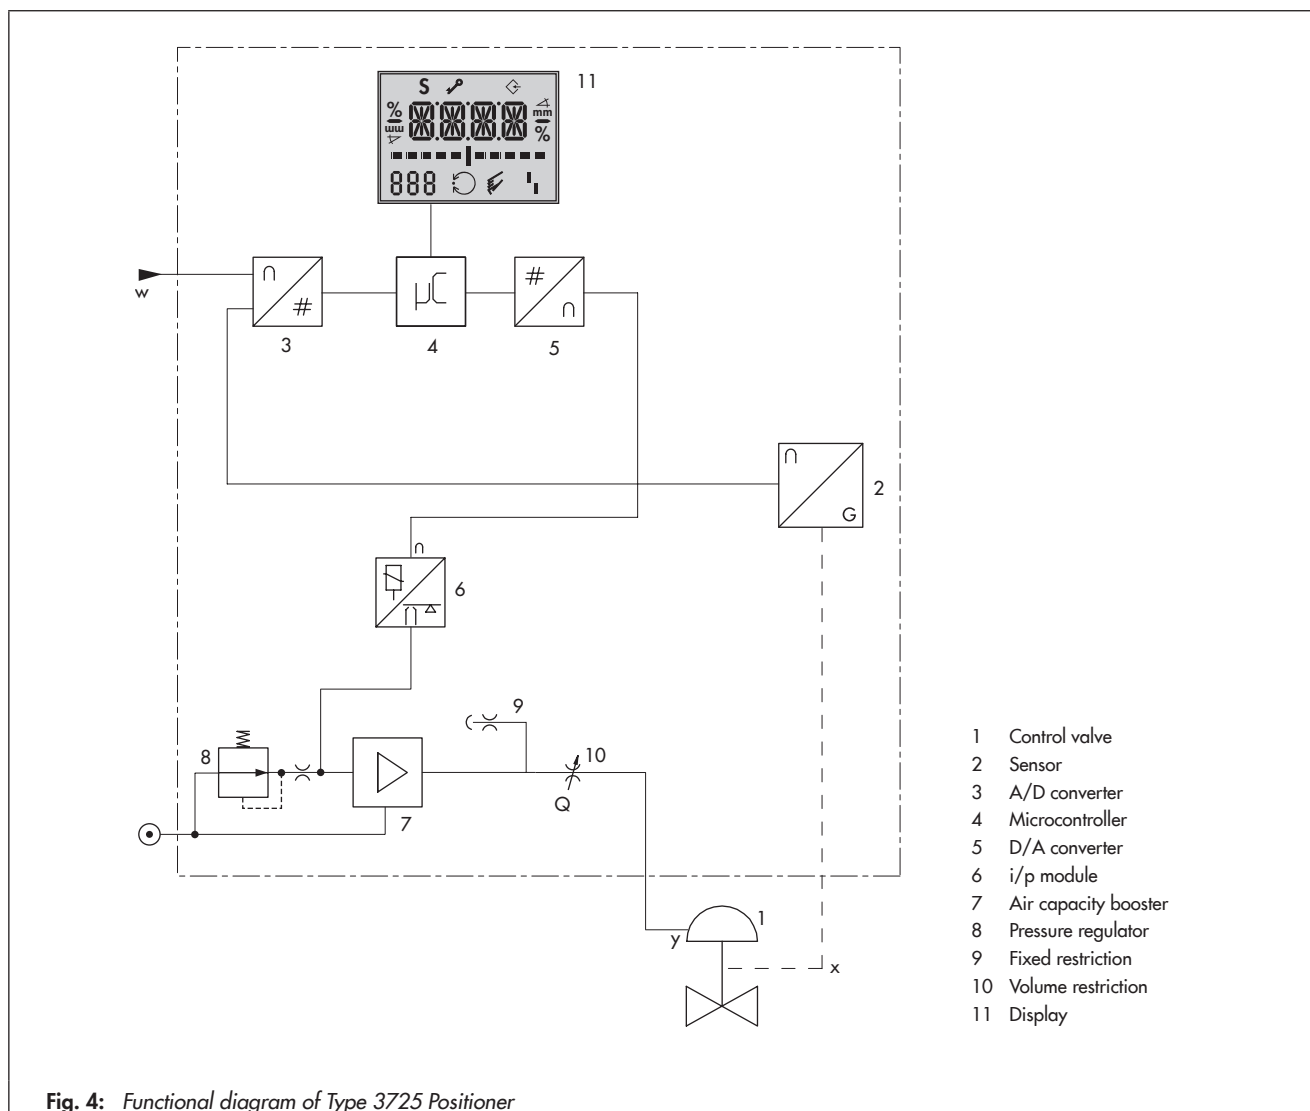 11
S
%
mm
mm
%
888
w
3
4
µC
5
#
#
2
G
6
9
8
10
Q
7
1
y
x
1 Control valve
2 Sensor
3 A/D converter
4 Microcontroller
5 D/A converter
6 i/p module
7 Air capacity booster
8 Pressure regulator
9 Fixed restriction
10 Volume restriction
11 Display
Fig. 4: Functional diagram of Type 3725 Positioner